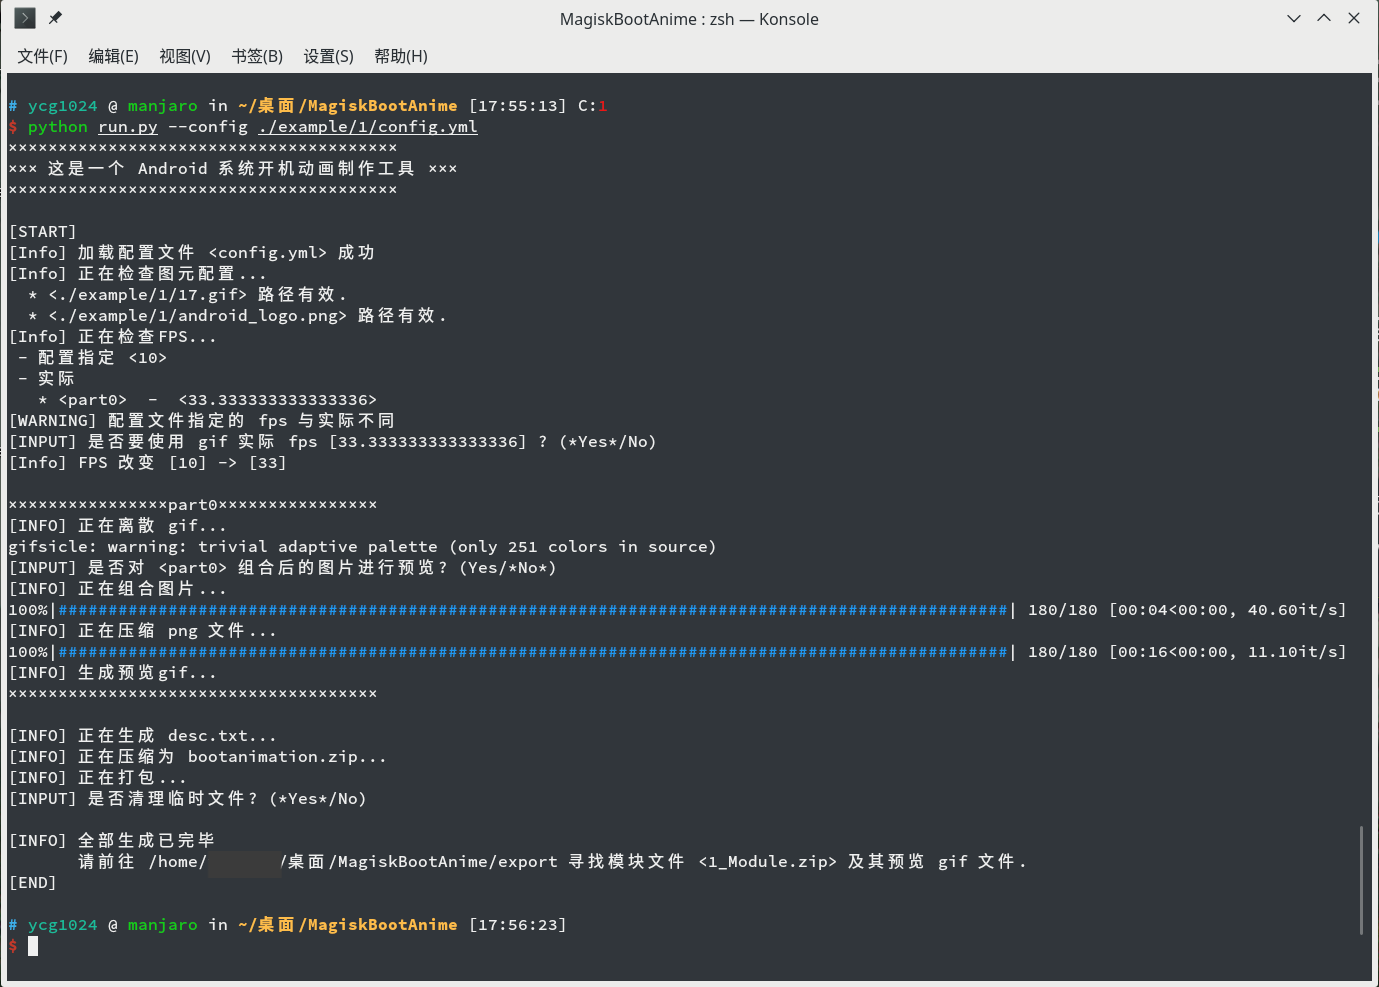 MagiskBootAnime : zsh — Konsole
文件(F) 编辑(E) 视图(V) 书签(B) 设置(S) 帮助(H)
# ycg1024 @ manjaro in ~/桌面/MagiskBootAnime [17:55:13] C:1
$ python run.py --config ./example/1/config.yml
×××××××××××××××××××××××××××××××××××××××
××× 这是一个 Android 系统开机动画制作工具 ×××
×××××××××××××××××××××××××××××××××××××××
[START]
[Info] 加载配置文件 <config.yml> 成功
[Info] 正在检查图元配置...
* <./example/1/17.gif> 路径有效.
* <./example/1/android_logo.png> 路径有效.
[Info] 正在检查FPS...
- 配置指定 <10>
- 实际
* <part0> - <33.333333333333336>
[WARNING] 配置文件指定的 fps 与实际不同
[INPUT] 是否要使用 gif 实际 fps [33.333333333333336] ? (*Yes*/No)
[Info] FPS 改变 [10] -> [33]
××××××××××××××××part0××××××××××××××××
[INFO] 正在离散 gif...
gifsicle: warning: trivial adaptive palette (only 251 colors in source)
[INPUT] 是否对 <part0> 组合后的图片进行预览? (Yes/*No*)
[INFO] 正在组合图片...
100%|###############################################################################################| 180/180 [00:04<00:00, 40.60it/s]
[INFO] 正在压缩 png 文件...
100%|###############################################################################################| 180/180 [00:16<00:00, 11.10it/s]
[INFO] 生成预览gif...
×××××××××××××××××××××××××××××××××××××
[INFO] 正在生成 desc.txt...
[INFO] 正在压缩为 bootanimation.zip...
[INFO] 正在打包...
[INPUT] 是否清理临时文件? (*Yes*/No)
[INFO] 全部生成已完毕
请前往 /home/ /桌面/MagiskBootAnime/export 寻找模块文件 <1_Module.zip> 及其预览 gif 文件.
[END]
# ycg1024 @ manjaro in ~/桌面/MagiskBootAnime [17:56:23]
$